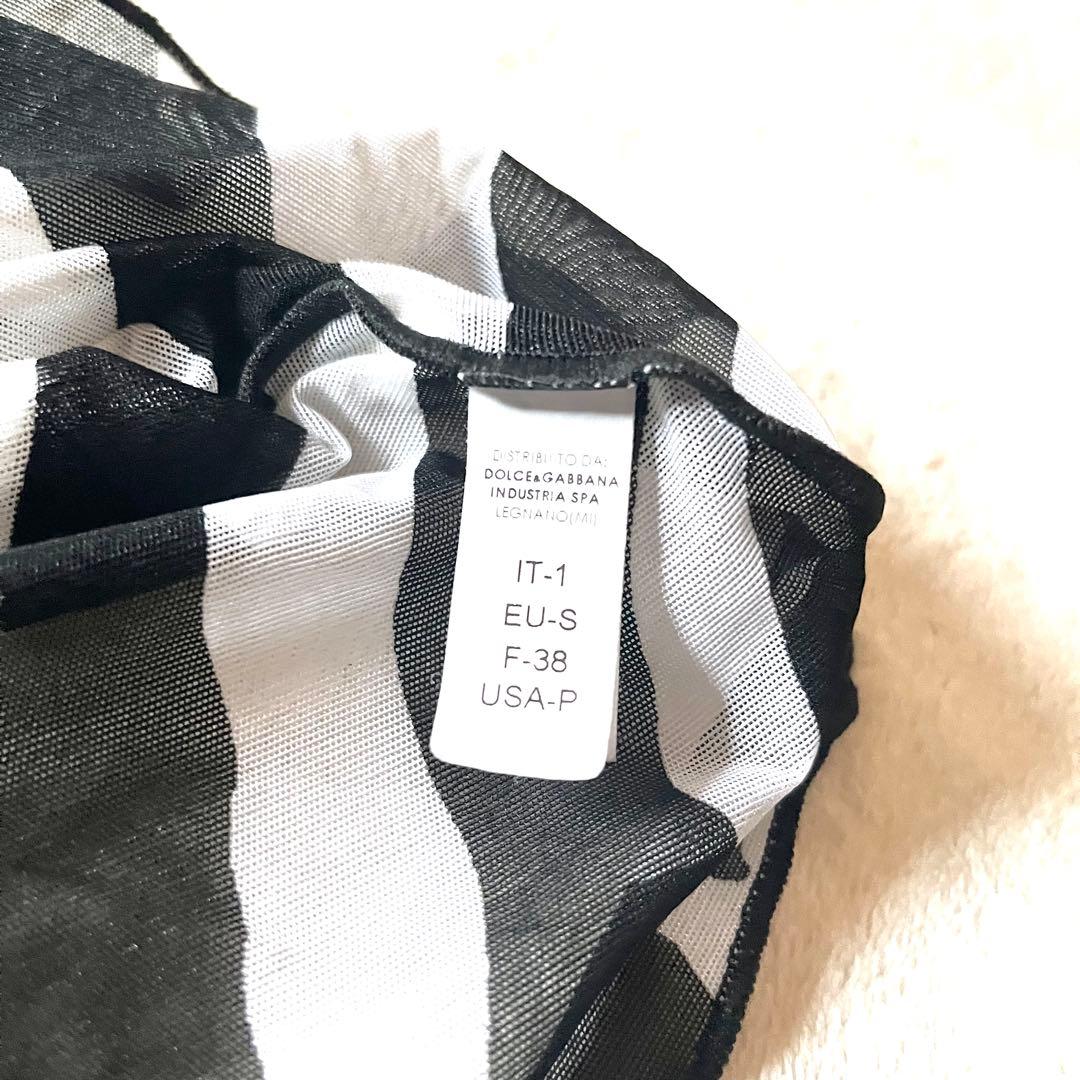 DISTRIBUITO DA:
DOLCE&GABBANA
INDUSTRIA SPA
LEGNANO(MI)
IT-1
EU-S
F-38
USA-P